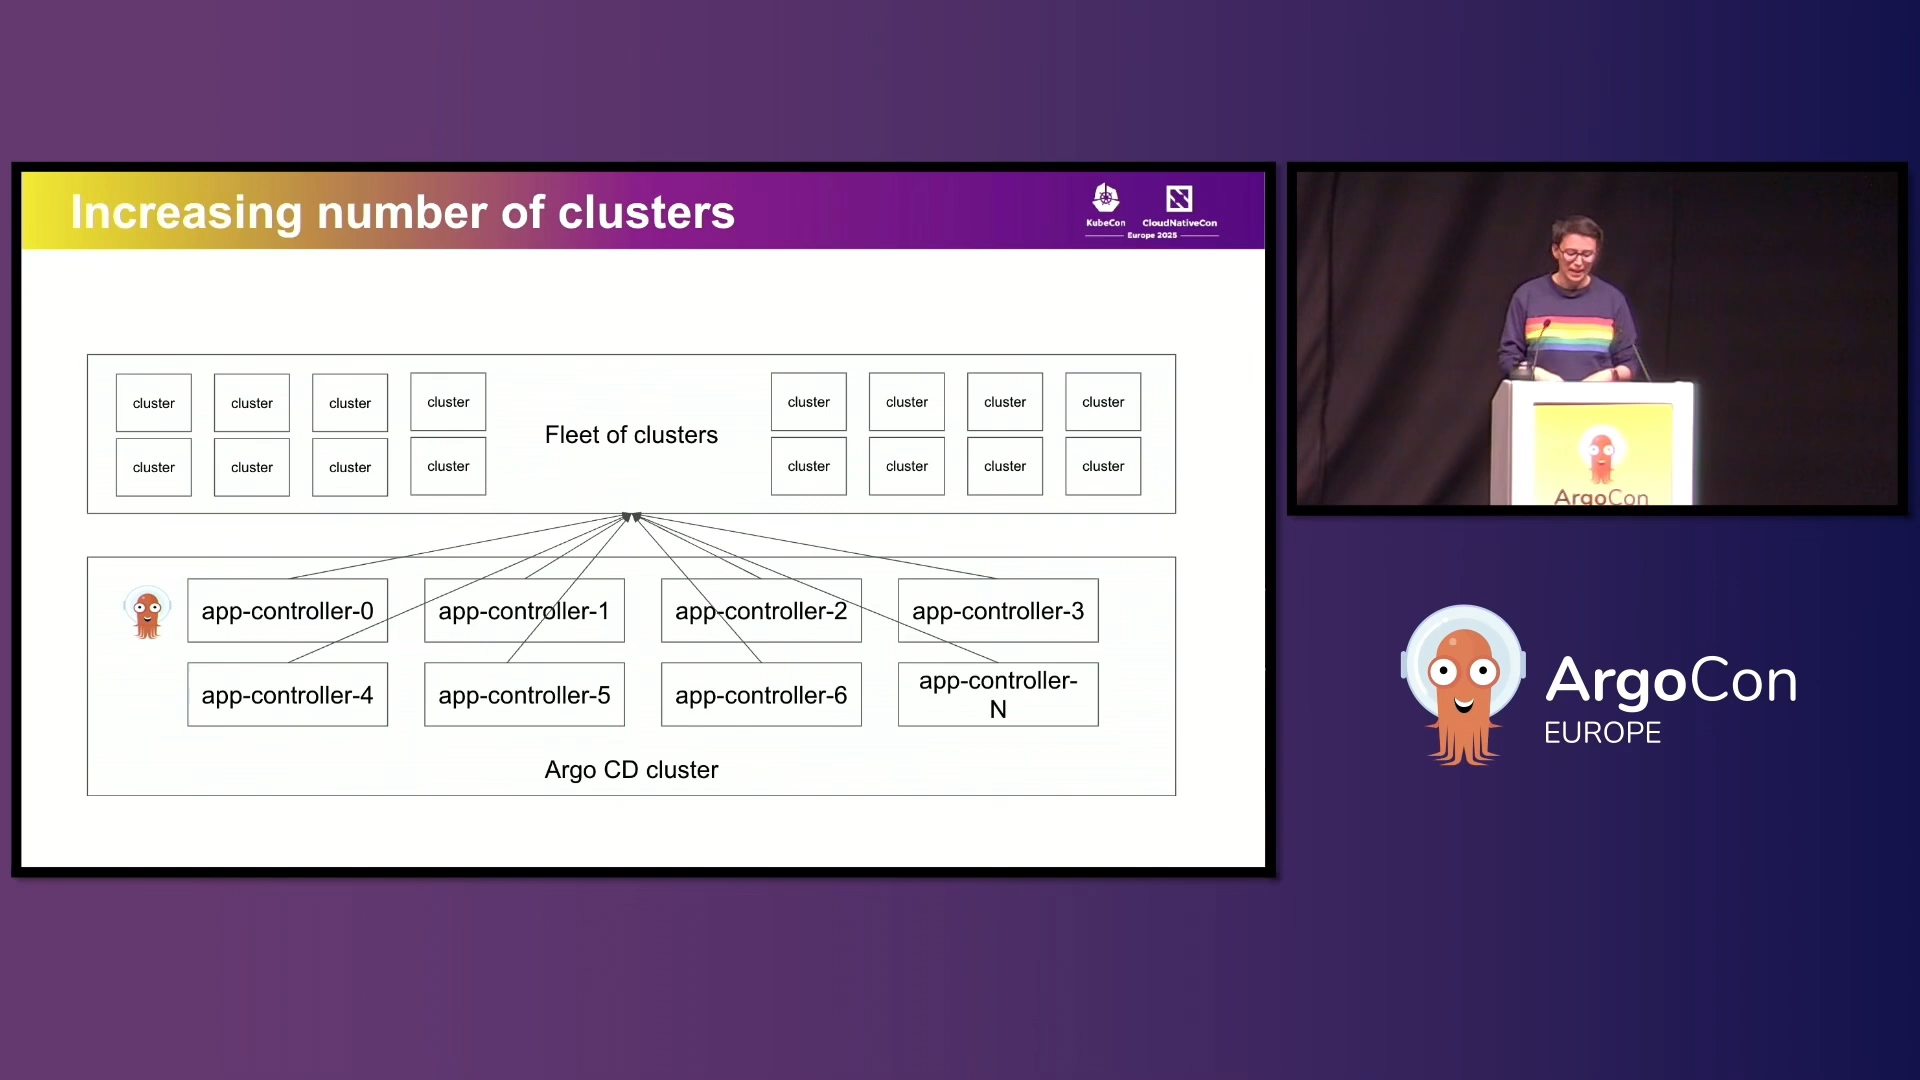 Increasing number of clusters
KubeCon
CloudNativeCon
Europe 2025
cluster cluster cluster cluster
cluster cluster cluster cluster
Fleet of clusters
cluster cluster cluster cluster
cluster cluster cluster cluster
app-controller-0 app-controller-1 app-controller-2 app-controller-3
app-controller-4 app-controller-5 app-controller-6 app-controller-
N
Argo CD cluster
ArgoCon
ArgoCon
EUROPE